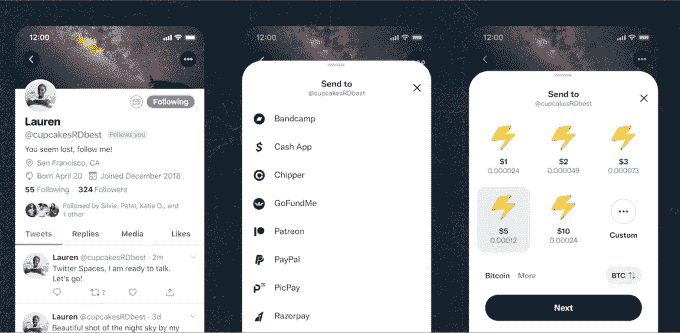 12:00
Following
Lauren
@cupcakesRDbest Follows you
You seem lost, follow me!
San Francisco, CA
Born April 20 Joined December 2018
55 Following 324 Followers
Followed by Silvie, Patel, Katie O., and
1 other
Tweets Replies Media Likes
Lauren @cupcakesRDbest · 2m
Twitter Spaces, I am ready to talk.
Let's go!
2
Lauren @cupcakesRDbest · 3d
Beautiful shot of the night sky by my
12:00
Send to
@cupcakesRDbest
Bandcamp
Cash App
Chipper
GoFundMe
Patreon
PayPal
PicPay
Razorpay
12:00
Send to
@cupcakesRDbest
$1 $2 $3
0.000024 0.000049 0.000073
$5 $10 Custom
0.00012 0.00024
Bitcoin More BTC
Next